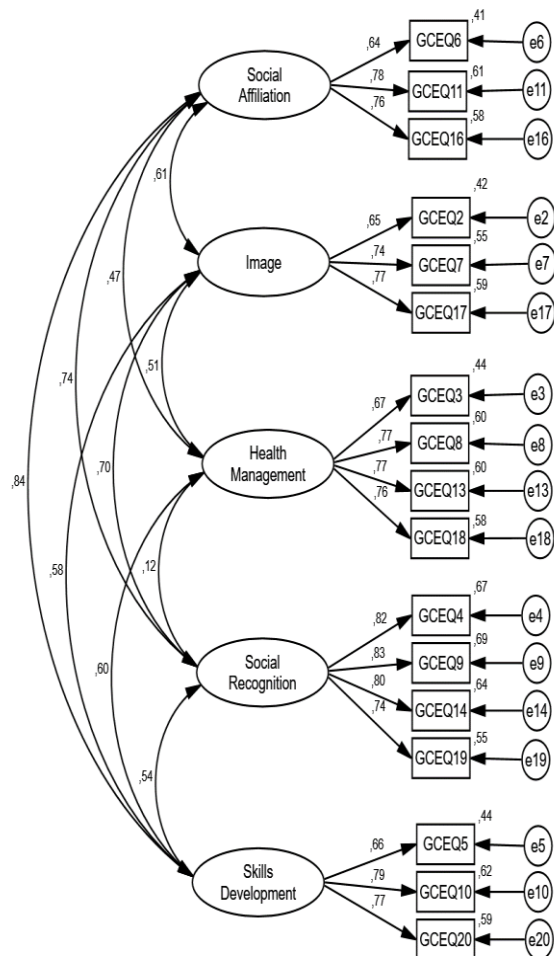 ,41
,64
GCEQ6
e6
Social
Affiliation
,78
,61
GCEQ11
e11
,76
,58
GCEQ16
e16
,61
,42
,65
GCEQ2
e2
Image
,74
,55
GCEQ7
e7
,77
,59
GCEQ17
e17
,47
,51
,74
,44
,67
GCEQ3
e3
Health
Management
,77
,60
GCEQ8
e8
,77
,60
GCEQ13
e13
,76
,58
GCEQ18
e18
,84
,70
,58
,12
,67
,82
GCEQ4
e4
Social
Recognition
,83
,69
GCEQ9
e9
,80
,64
GCEQ14
e14
,74
,55
GCEQ19
e19
,60
,54
,44
,66
GCEQ5
e5
Skills
Development
,79
,62
GCEQ10
e10
,77
,59
GCEQ20
e20